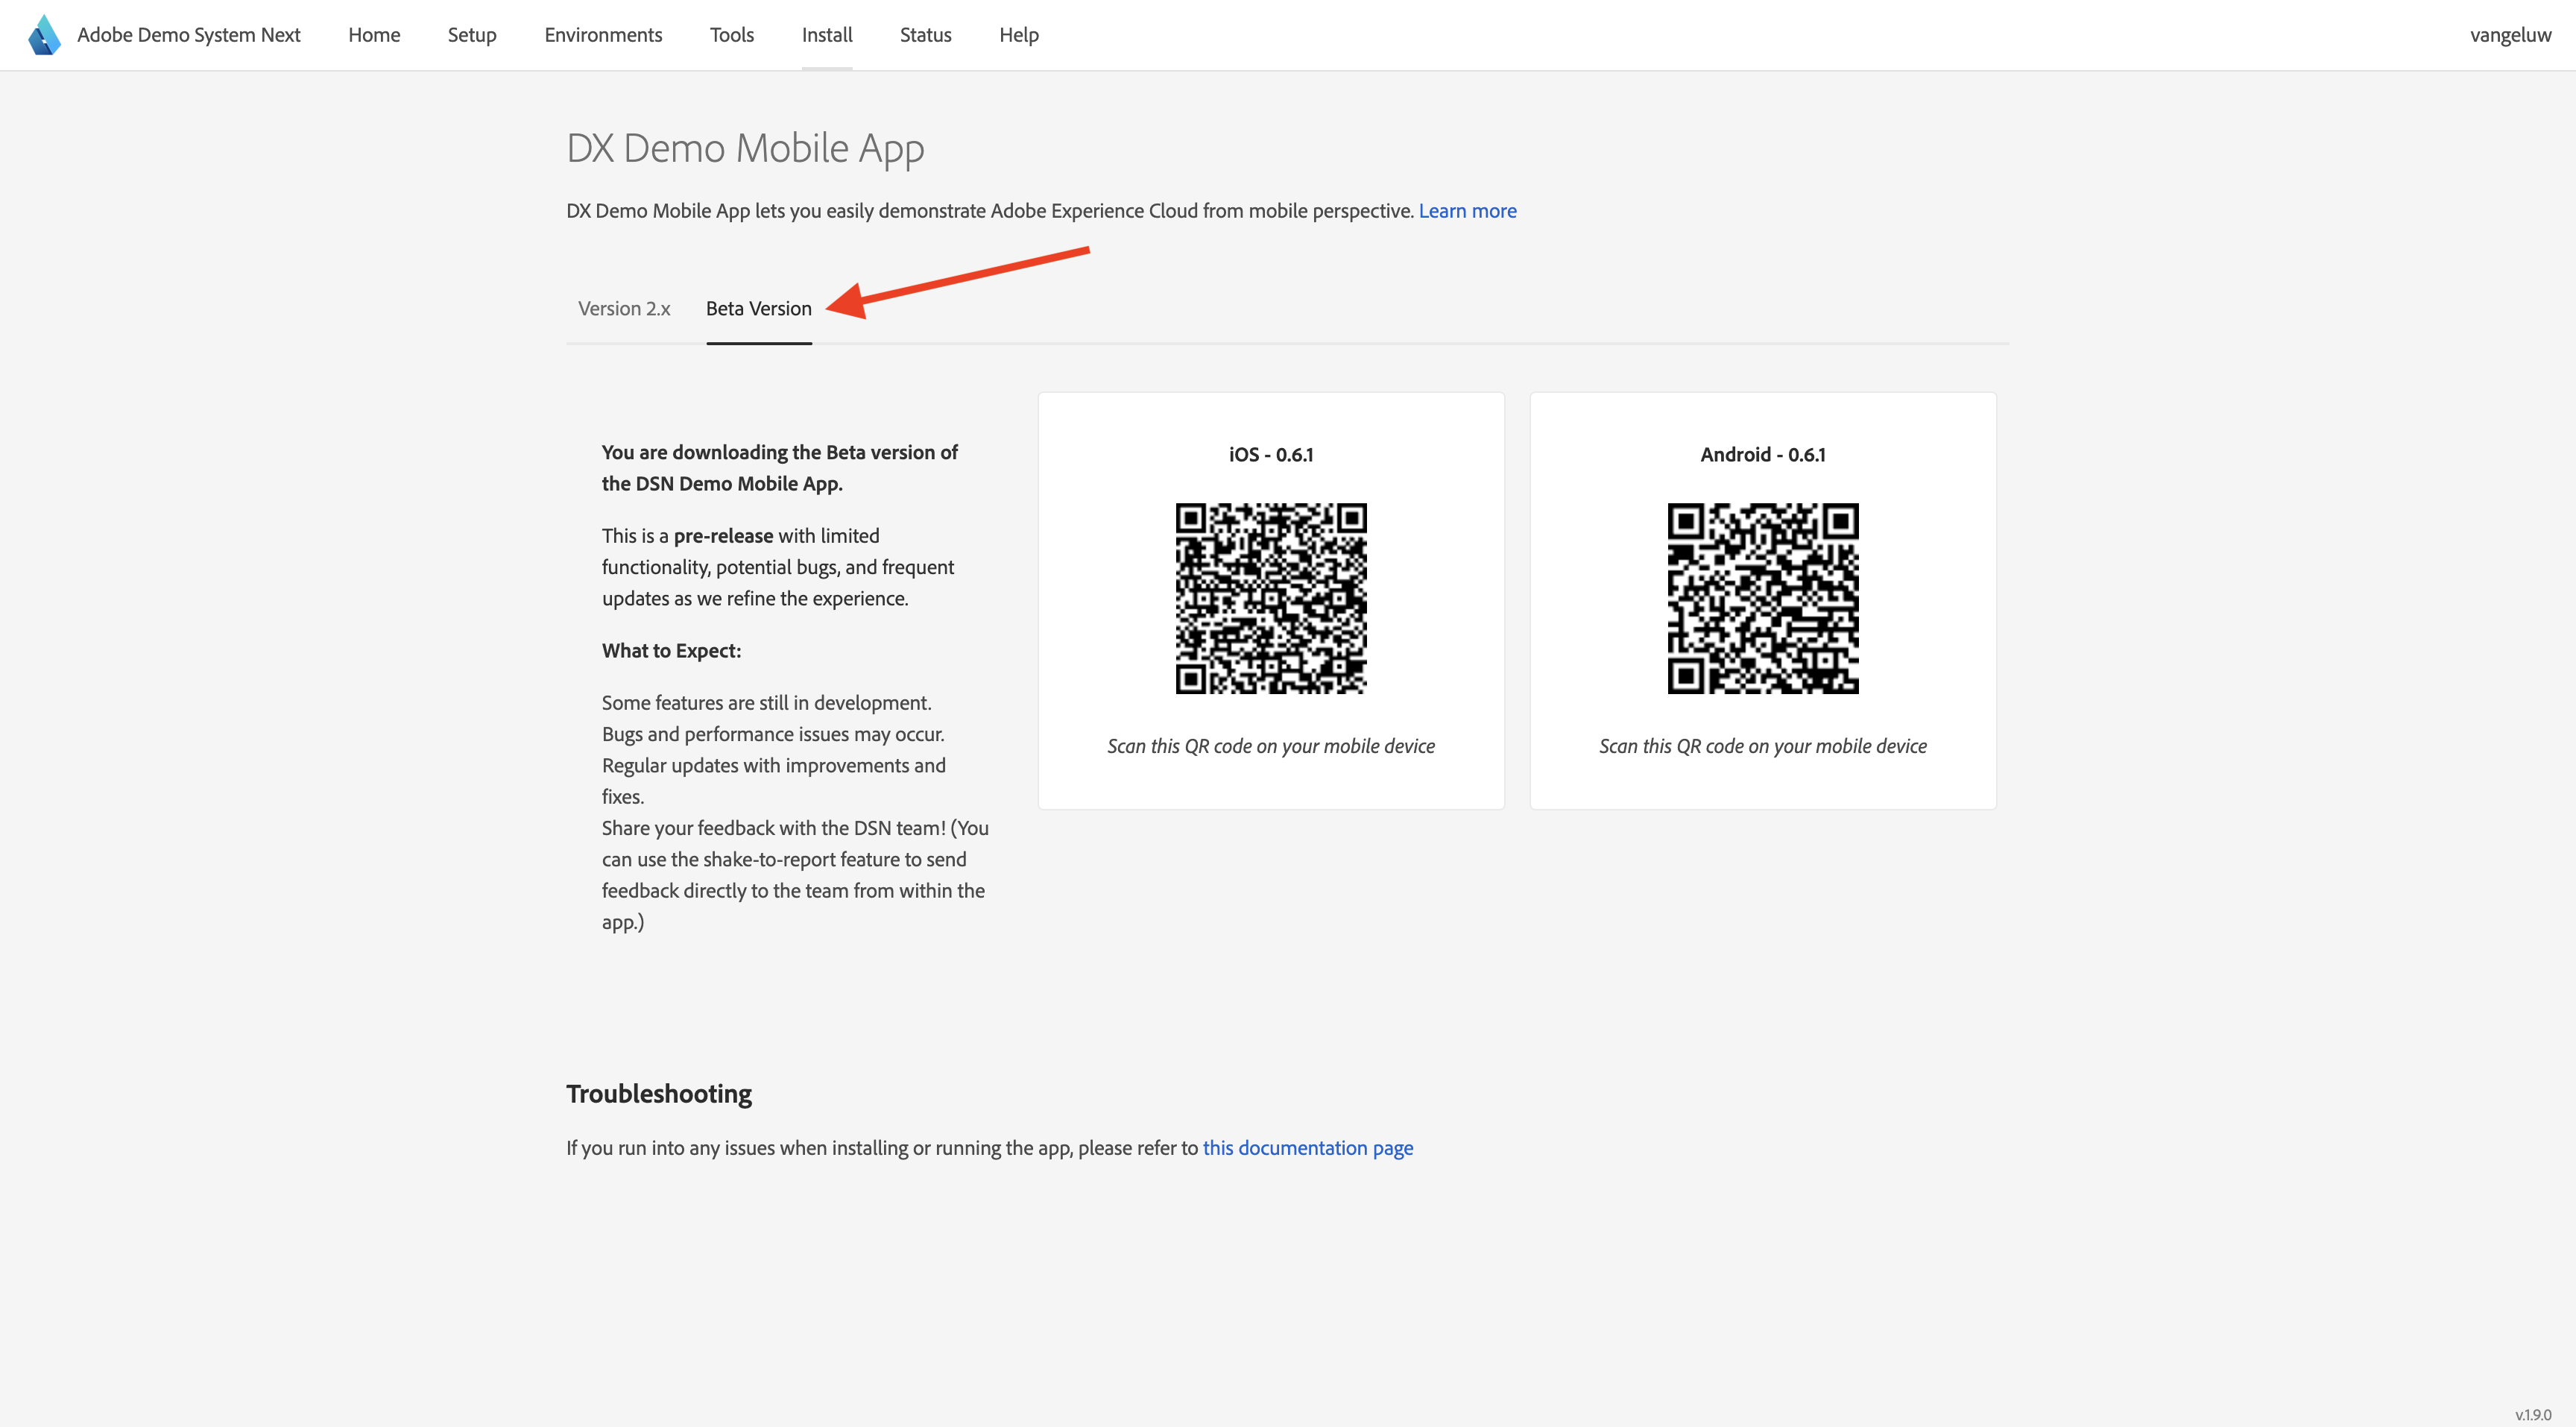 Adobe Demo System Next Home Setup Environments Tools Install Status Help vangeluw
DX Demo Mobile App
DX Demo Mobile App lets you easily demonstrate Adobe Experience Cloud from mobile perspective. Learn more
Version 2.x Beta Version
You are downloading the Beta version of
the DSN Demo Mobile App.
This is a pre-release with limited
functionality, potential bugs, and frequent
updates as we refine the experience.
What to Expect:
Some features are still in development.
Bugs and performance issues may occur.
Regular updates with improvements and
fixes.
Share your feedback with the DSN team! (You
can use the shake-to-report feature to send
feedback directly to the team from within the
app.)
iOS - 0.6.1
Scan this QR code on your mobile device
Android - 0.6.1
Scan this QR code on your mobile device
Troubleshooting
If you run into any issues when installing or running the app, please refer to this documentation page
v.1.9.0